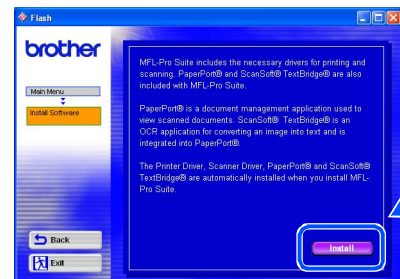 Flash
brother
Main Menu
Install Software
MFL-Pro Suite includes the necessary drivers for printing and
scanning. PaperPort® and ScanSoft® TextBridge® are also
included with MFL-Pro Suite.
PaperPort® is a document management application used to
view scanned documents. ScanSoft® TextBridge® is an
OCR application for converting an image into text and is
integrated into PaperPort®.
The Printer Driver, Scanner Driver, PaperPort® and ScanSoft®
TextBridge® are automatically installed when you install MFL-
Pro Suite.
Back
Exit
Install